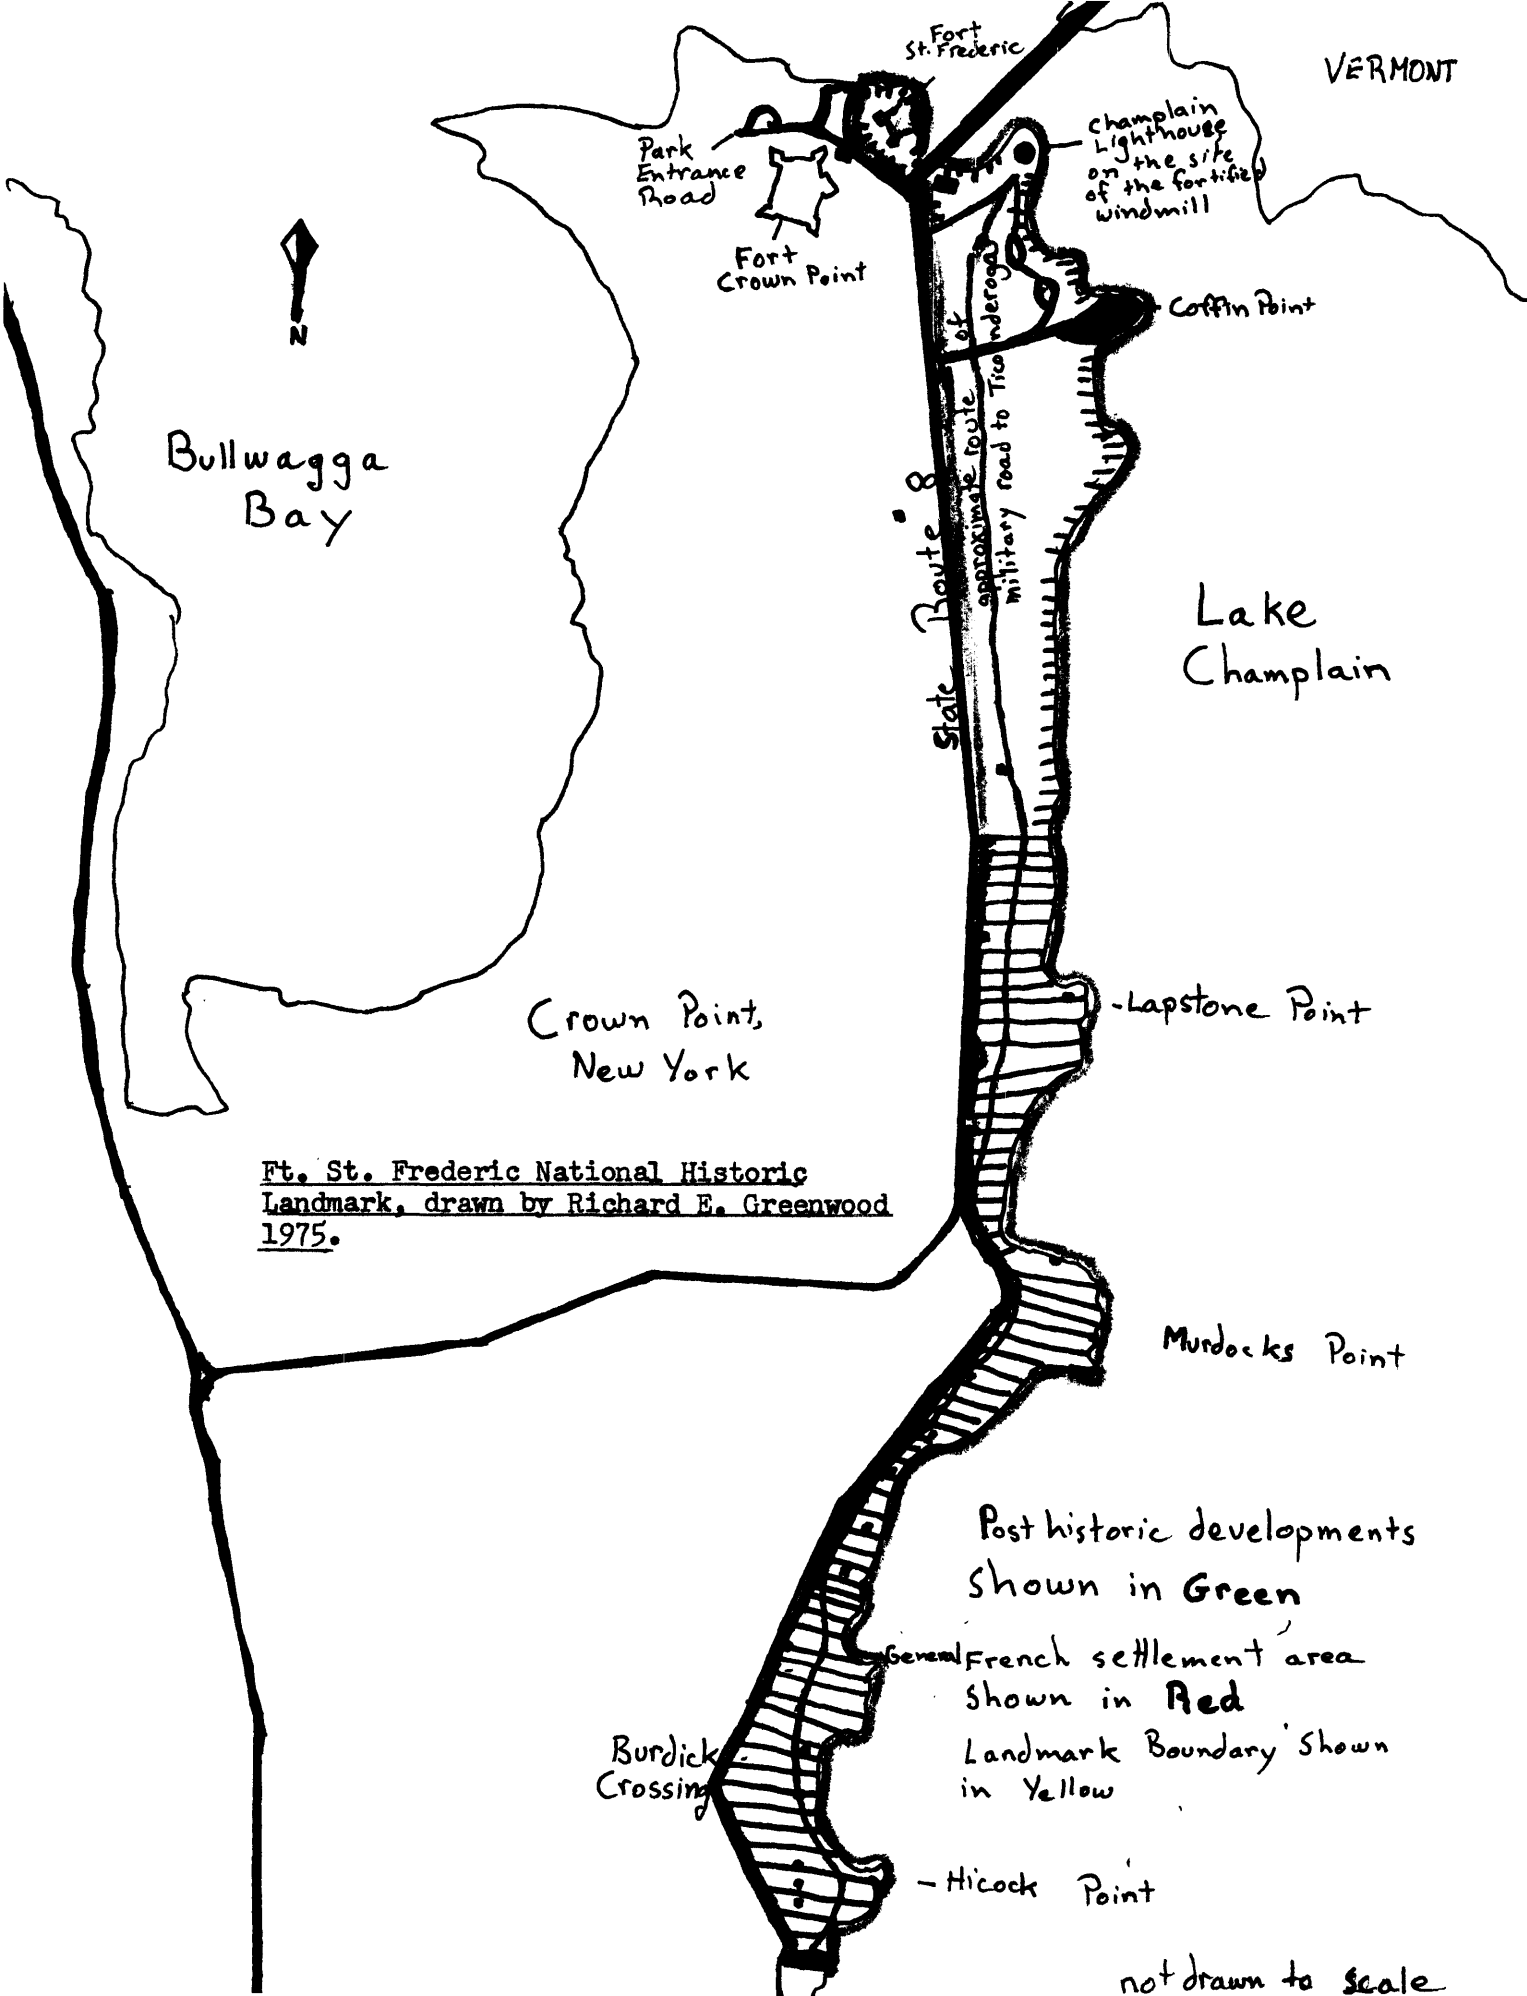 Fort
St. Frederic
VERMONT
Champlain
Lighthouse
on the site
of the fortified
windmill
Park
Entrance
Road
Fort
Crown Point
N
Coffin Point
Bullwagga
Bay
State Route 8
approximate route of
military road to Ticonderoga
Lake
Champlain
Crown Point,
New York
-Lapstone Point
Ft. St. Frederic National Historic
Landmark, drawn by Richard E. Greenwood
1975.
Murdocks Point
Post historic developments
shown in Green
General French settlement area
shown in Red
Landmark Boundary shown
in Yellow
Burdick
Crossing
- Hicock Point
not drawn to scale